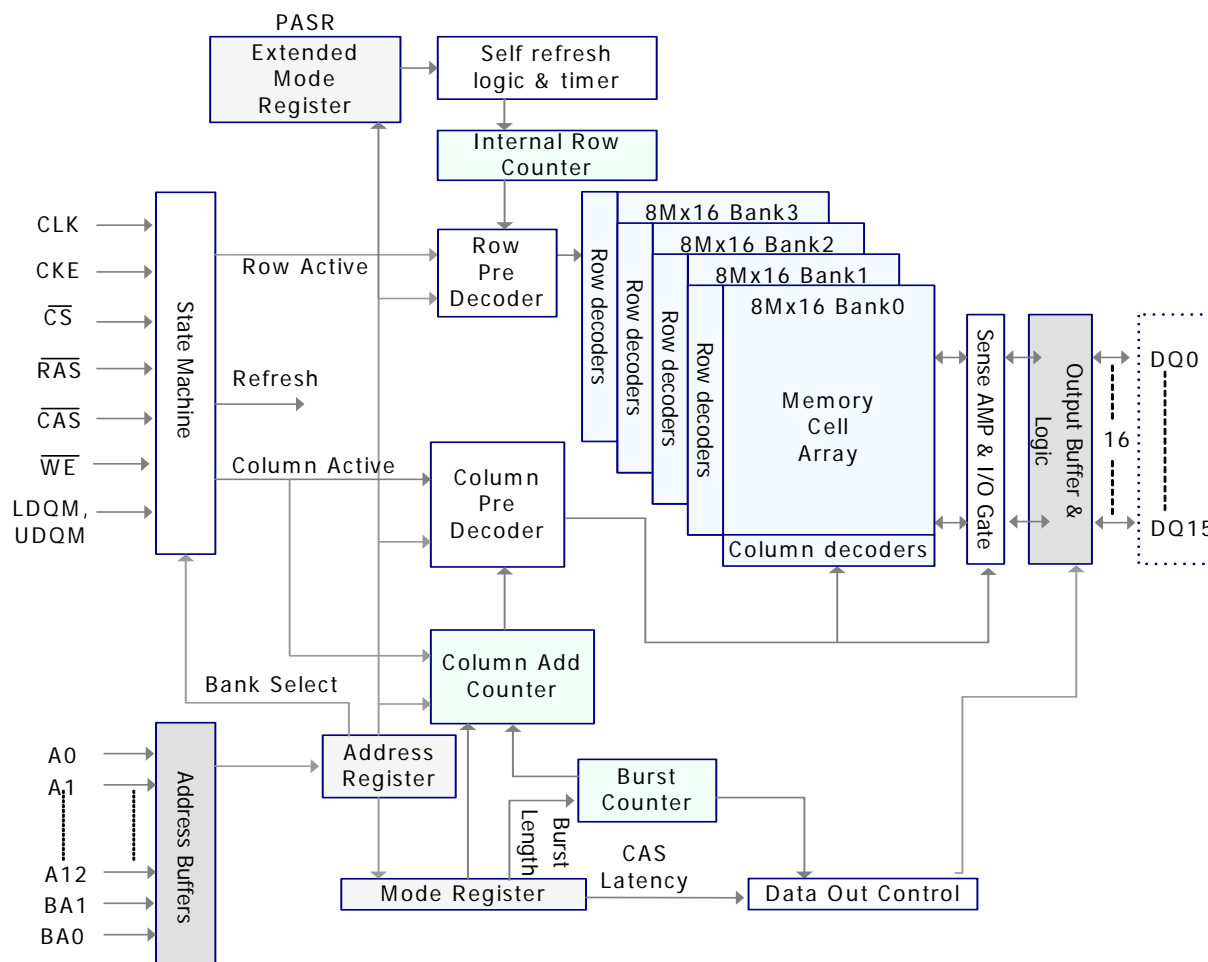 PASR
Extended
Mode
Register
Self refresh
logic & timer
Internal Row
Counter
8Mx16 Bank3
8Mx16 Bank2
8Mx16 Bank1
8Mx16 Bank0
Row decoders
Row decoders
Row decoders
Row decoders
Memory
Cell
Array
Column decoders
Row
Pre
Decoder
Row Active
Refresh
Column Active
Column
Pre
Decoder
CLK
CKE
CS
RAS
CAS
WE
LDQM,
UDQM
State Machine
Sense AMP & I/O Gate
Output Buffer &
Logic
DQ0
16
DQ15
Column Add
Counter
Bank Select
Address
Register
Burst
Counter
Burst
Length
CAS
Latency
Mode Register
Data Out Control
A0
A1
A12
BA1
BA0
Address Buffers